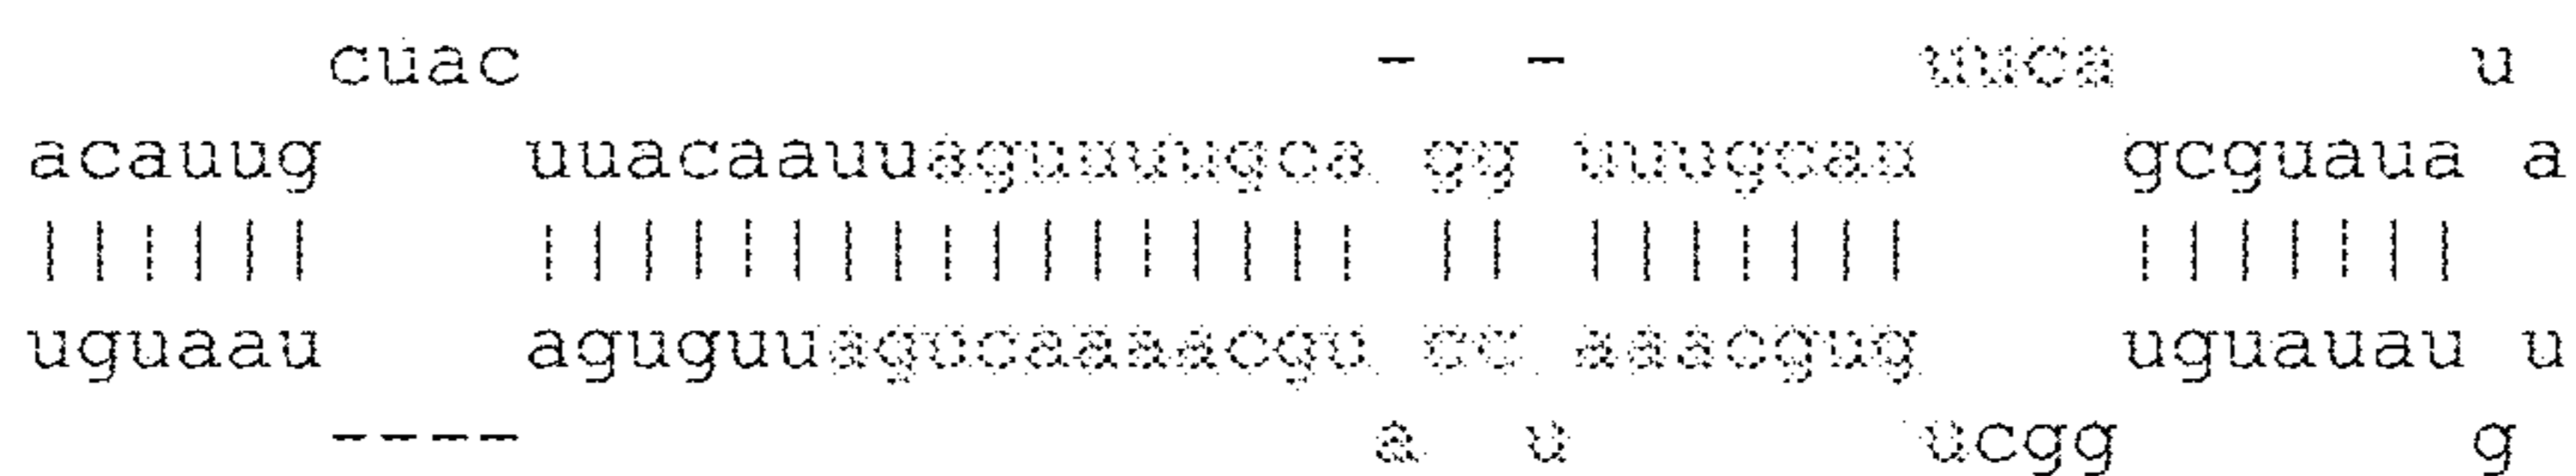 cuac - - uuca u
acauug uuacaauuaguuuugca gg uuugcau gcguaua a
|||||| ||||||||||||||||| || ||||||| |||||||
uguaau aguguuagucaaaacgu cc aaacgug uguauau u
---- a u ucgg g